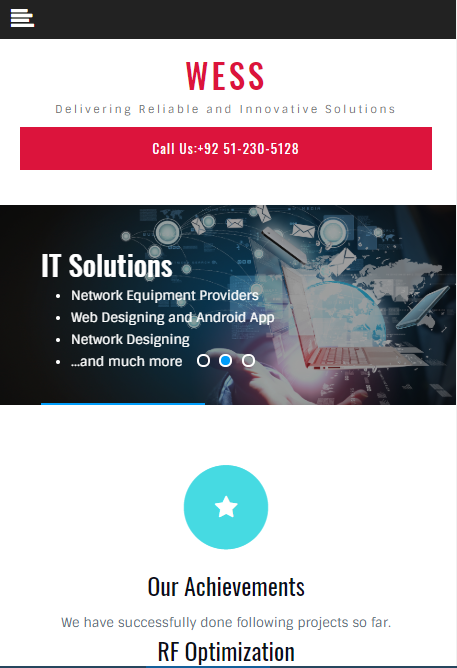 WESS
Delivering Reliable and Innovative Solutions
Call Us:+92 51-230-5128
IT Solutions
Network Equipment Providers
Web Designing and Android App
Network Designing
...and much more
Our Achievements
We have successfully done following projects so far.
RF Optimization